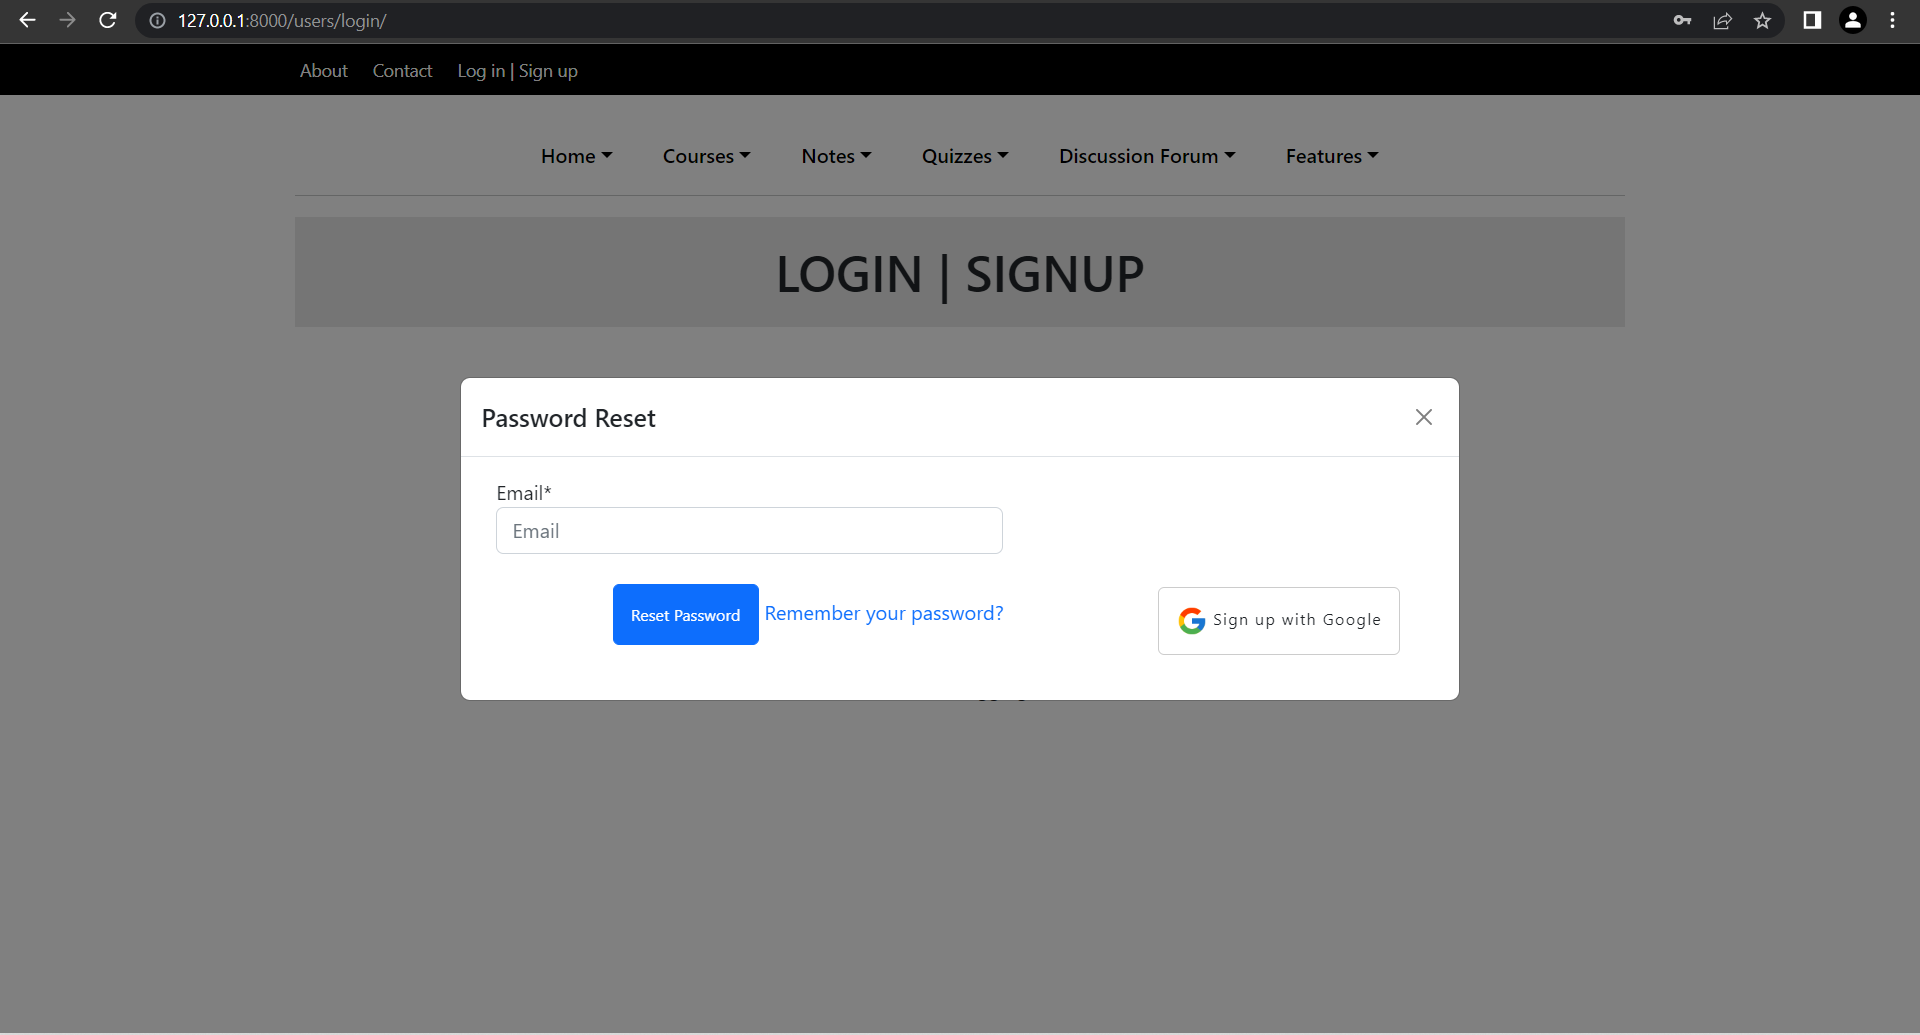 127.0.0.1:8000/users/login/
About Contact Log in | Sign up
Home Courses Notes Quizzes Discussion Forum Features
LOGIN | SIGNUP
Password Reset
Email*
Email
Reset Password Remember your password? Sign up with Google